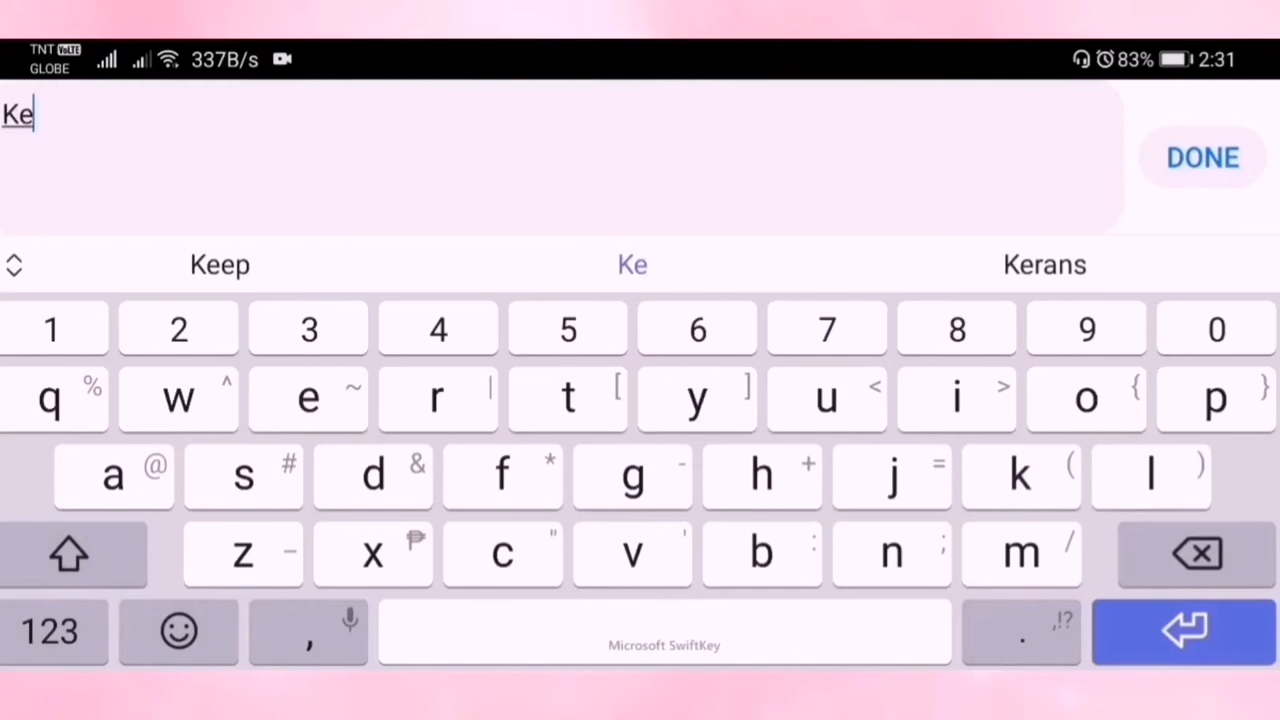 TNT VoLTE
GLOBE
337B/s
83% 2:31
Ke
DONE
Keep Ke Kerans
1 2 3 4 5 6 7 8 9 0
q % w ^ e ~ r | t [ y ] u < i > o { p }
a @ s # d & f * g - h + j = k ( l )
z _ x ₱ c " v ' b : n ; m /
123 , . ,!?
Microsoft SwiftKey